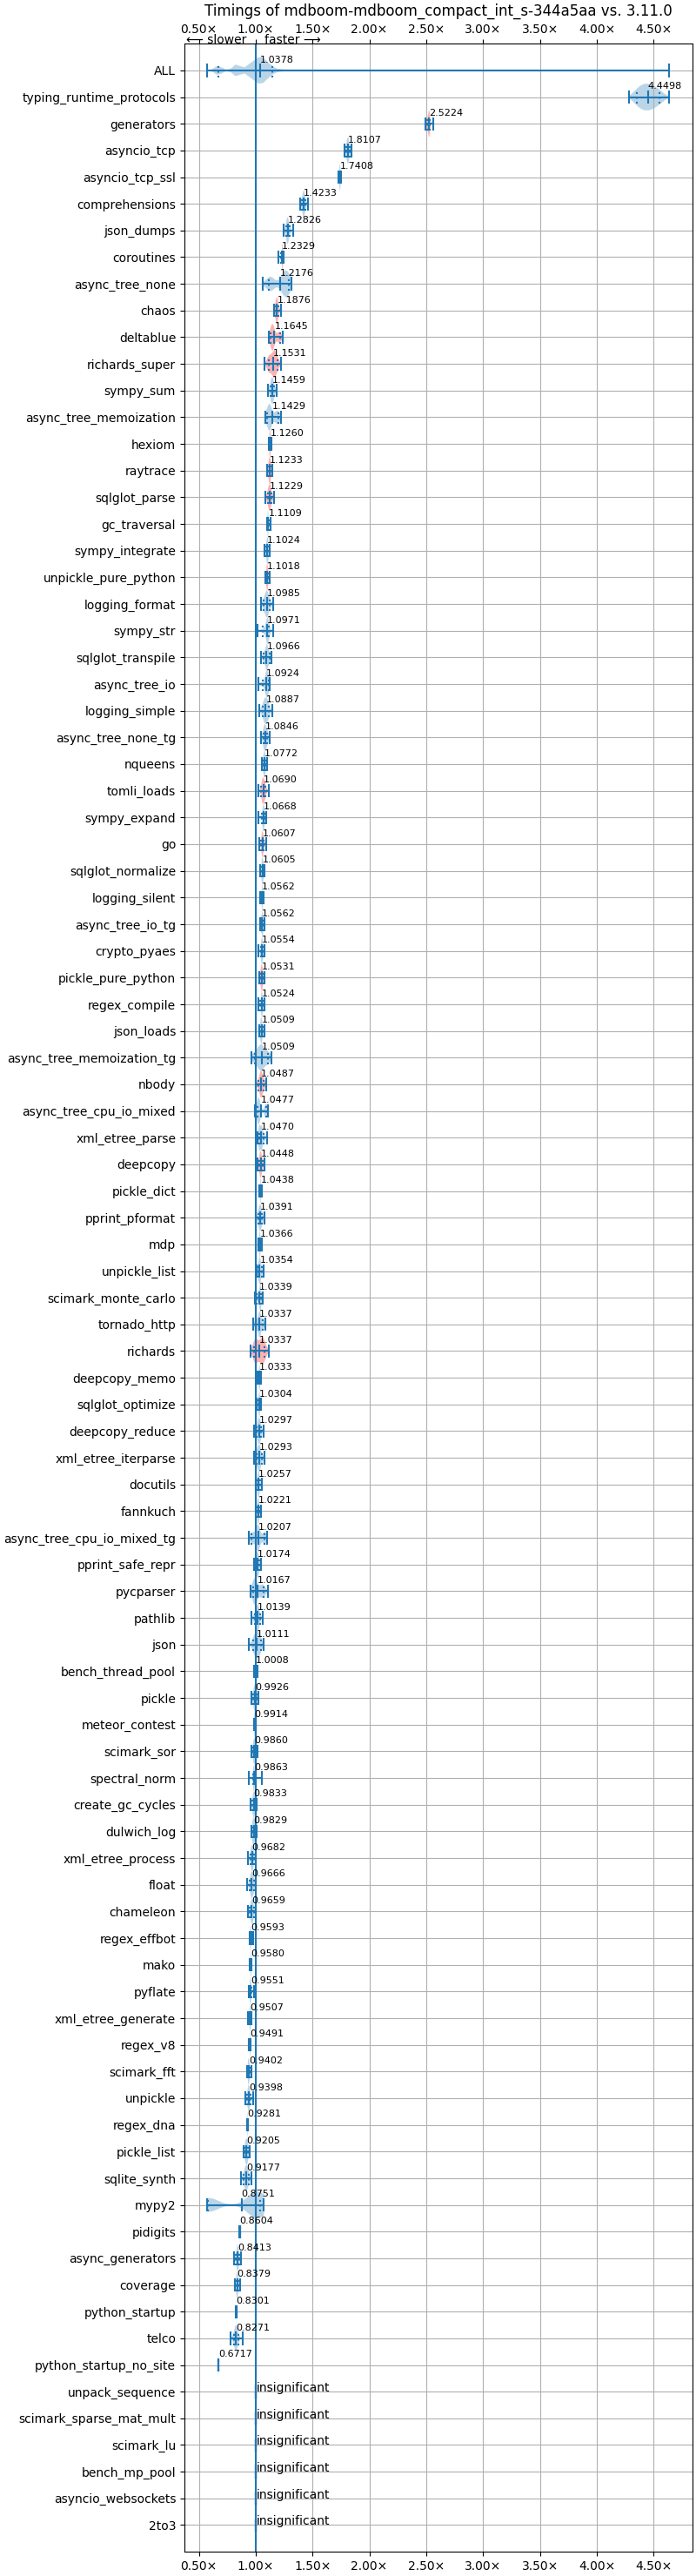 Timings of mdboom-mdboom_compact_int_s-344a5aa vs. 3.11.0
0.50× 1.00× 1.50× 2.00× 2.50× 3.00× 3.50× 4.00× 4.50×
⟵ slower faster ⟶
ALL 1.0378
typing_runtime_protocols 4.4498
generators 2.5224
asyncio_tcp 1.8107
asyncio_tcp_ssl 1.7408
comprehensions 1.4233
json_dumps 1.2826
coroutines 1.2329
async_tree_none 1.2176
chaos 1.1876
deltablue 1.1645
richards_super 1.1531
sympy_sum 1.1459
async_tree_memoization 1.1429
hexiom 1.1260
raytrace 1.1233
sqlglot_parse 1.1229
gc_traversal 1.1109
sympy_integrate 1.1024
unpickle_pure_python 1.1018
logging_format 1.0985
sympy_str 1.0971
sqlglot_transpile 1.0966
async_tree_io 1.0924
logging_simple 1.0887
async_tree_none_tg 1.0846
nqueens 1.0772
tomli_loads 1.0690
sympy_expand 1.0668
go 1.0607
sqlglot_normalize 1.0605
logging_silent 1.0562
async_tree_io_tg 1.0562
crypto_pyaes 1.0554
pickle_pure_python 1.0531
regex_compile 1.0524
json_loads 1.0509
async_tree_memoization_tg 1.0509
nbody 1.0487
async_tree_cpu_io_mixed 1.0477
xml_etree_parse 1.0470
deepcopy 1.0448
pickle_dict 1.0438
pprint_pformat 1.0391
mdp 1.0366
unpickle_list 1.0354
scimark_monte_carlo 1.0339
tornado_http 1.0337
richards 1.0337
deepcopy_memo 1.0333
sqlglot_optimize 1.0304
deepcopy_reduce 1.0297
xml_etree_iterparse 1.0293
docutils 1.0257
fannkuch 1.0221
async_tree_cpu_io_mixed_tg 1.0207
pprint_safe_repr 1.0174
pycparser 1.0167
pathlib 1.0139
json 1.0111
bench_thread_pool 1.0008
pickle 0.9926
meteor_contest 0.9914
scimark_sor 0.9860
spectral_norm 0.9863
create_gc_cycles 0.9833
dulwich_log 0.9829
xml_etree_process 0.9682
float 0.9666
chameleon 0.9659
regex_effbot 0.9593
mako 0.9580
pyflate 0.9551
xml_etree_generate 0.9507
regex_v8 0.9491
scimark_fft 0.9402
unpickle 0.9398
regex_dna 0.9281
pickle_list 0.9205
sqlite_synth 0.9177
mypy2 0.8751
pidigits 0.8604
async_generators 0.8413
coverage 0.8379
python_startup 0.8301
telco 0.8271
python_startup_no_site 0.6717
unpack_sequence insignificant
scimark_sparse_mat_mult insignificant
scimark_lu insignificant
bench_mp_pool insignificant
asyncio_websockets insignificant
2to3 insignificant
0.50× 1.00× 1.50× 2.00× 2.50× 3.00× 3.50× 4.00× 4.50×